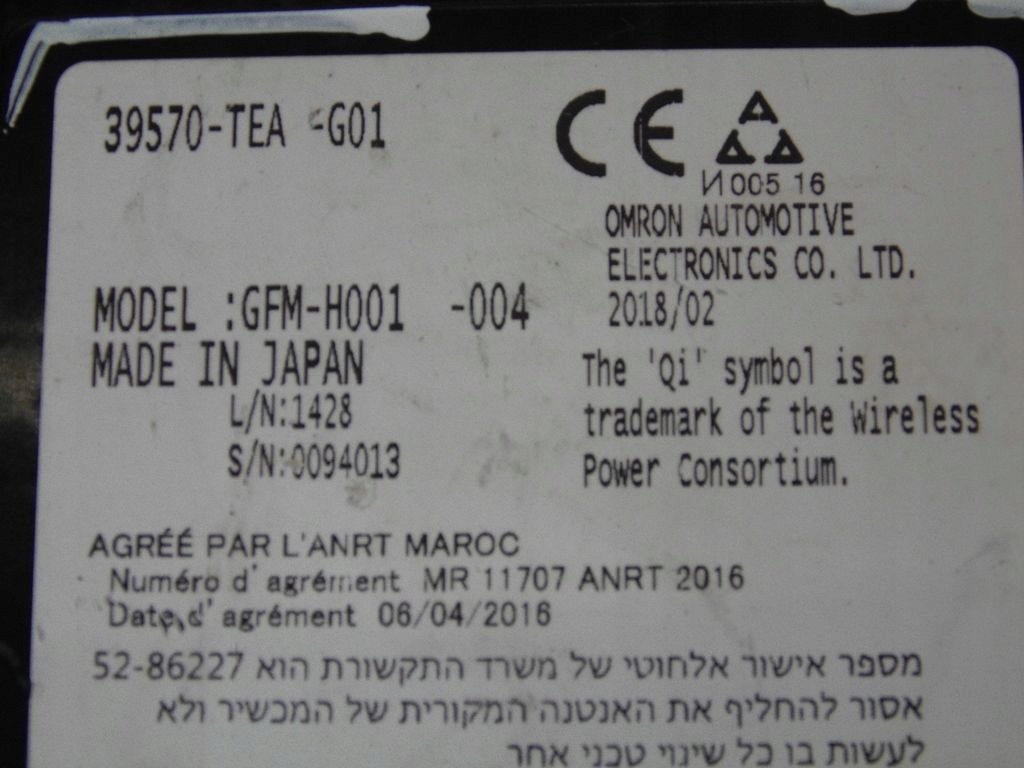 39570-TEA -G01
CE
AAA
И005 16
OMRON AUTOMOTIVE
ELECTRONICS CO. LTD.
2018/02
MODEL :GFM-H001 -004
MADE IN JAPAN
L/N:1428
S/N:0094013
The 'Qi' symbol is a
trademark of the Wireless
Power Consortium.
AGRÉÉ PAR L'ANRT MAROC
Numéro d'agrément MR 11707 ANRT 2016
Date d'agrément 06/04/2016
מספר אישור אלחוטי של משרד התקשורת הוא 52-86227
אסור להחליף את האנטנה המקורית של המכשיר ולא
לעשות בו כל שינוי טכני אחר